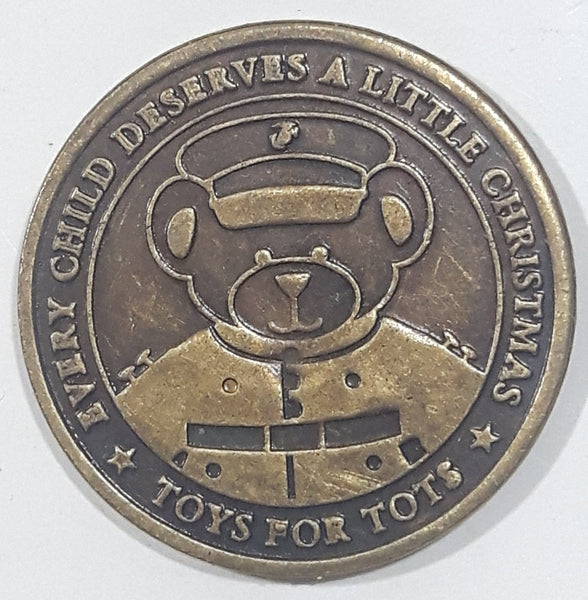 EVERY CHILD DESERVES A LITTLE CHRISTMAS
TOYS FOR TOTS